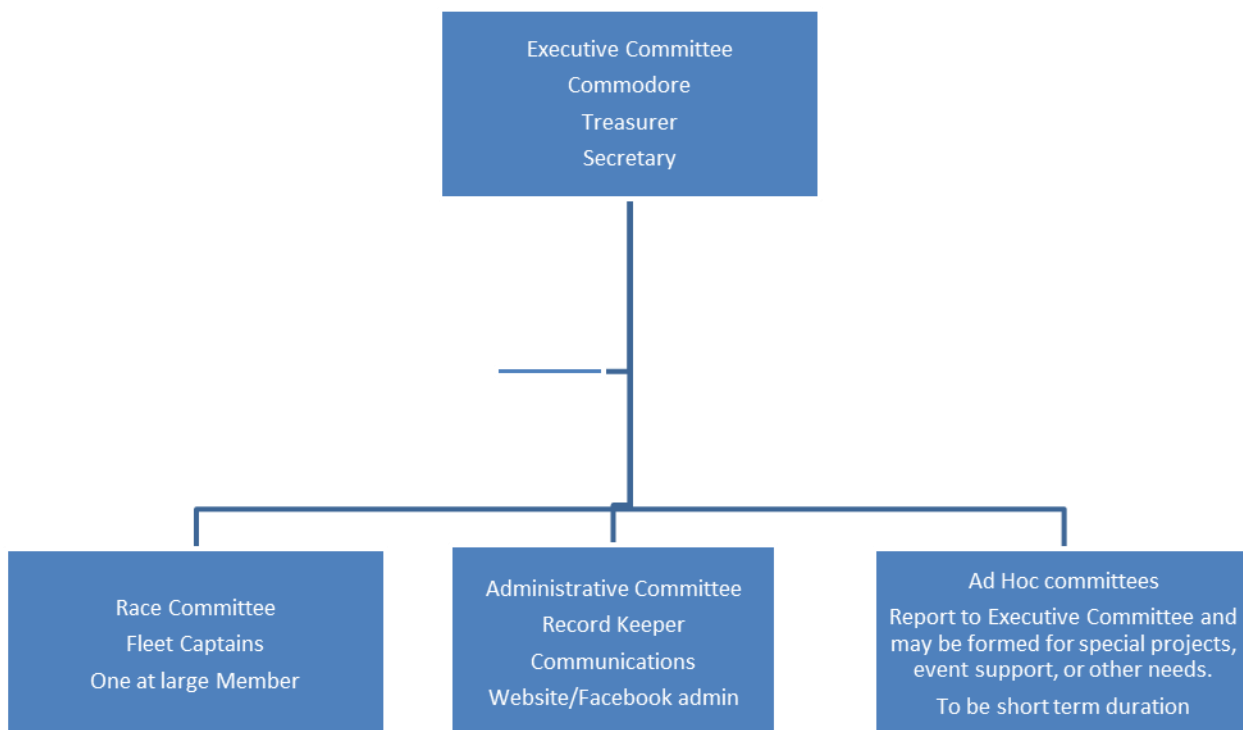 Executive Committee
Commodore
Treasurer
Secretary
Race Committee
Fleet Captains
One at large Member
Administrative Committee
Record Keeper
Communications
Website/Facebook admin
Ad Hoc committees
Report to Executive Committee and
may be formed for special projects,
event support, or other needs.
To be short term duration